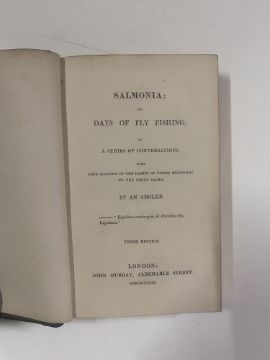 SALMONIA:
OR
DAYS OF FLY FISHING.
IN
A SERIES OF CONVERSATIONS.
WITH
SOME ACCOUNT OF THE HABITS OF FISHES BELONGING
TO THE GENUS SALMO.
BY AN ANGLER.
THIRD EDITION.
LONDON:
JOHN MURRAY, ALBEMARLE STREET.